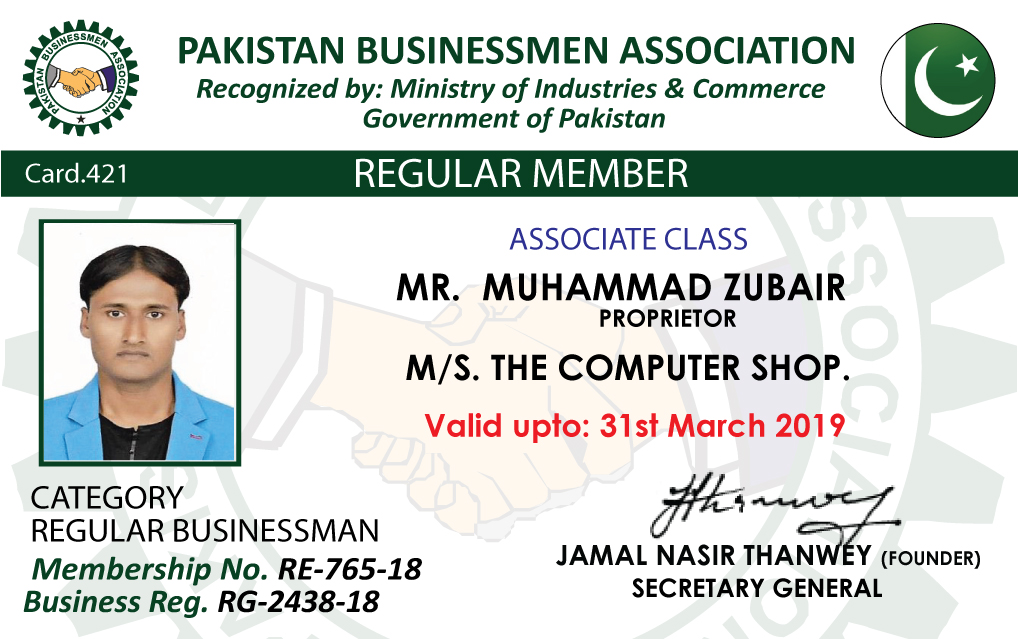 PAKISTAN BUSINESSMEN ASSOCIATION
PAKISTAN BUSINESSMEN ASSOCIATION
Recognized by: Ministry of Industries & Commerce
Government of Pakistan
Card.421
REGULAR MEMBER
ASSOCIATE CLASS
MR. MUHAMMAD ZUBAIR
PROPRIETOR
M/S. THE COMPUTER SHOP.
Valid upto: 31st March 2019
CATEGORY
REGULAR BUSINESSMAN
Membership No. RE-765-18
Business Reg. RG-2438-18
Jthanwey
JAMAL NASIR THANWEY (FOUNDER)
SECRETARY GENERAL
ASSOCIA